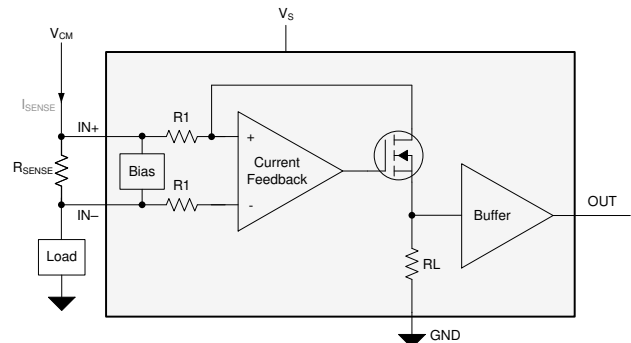 VS
VCM
ISENSE
IN+
R1
RSENSE
Bias
+
Current
Feedback
R1
-
IN–
Load
Buffer
OUT
RL
GND